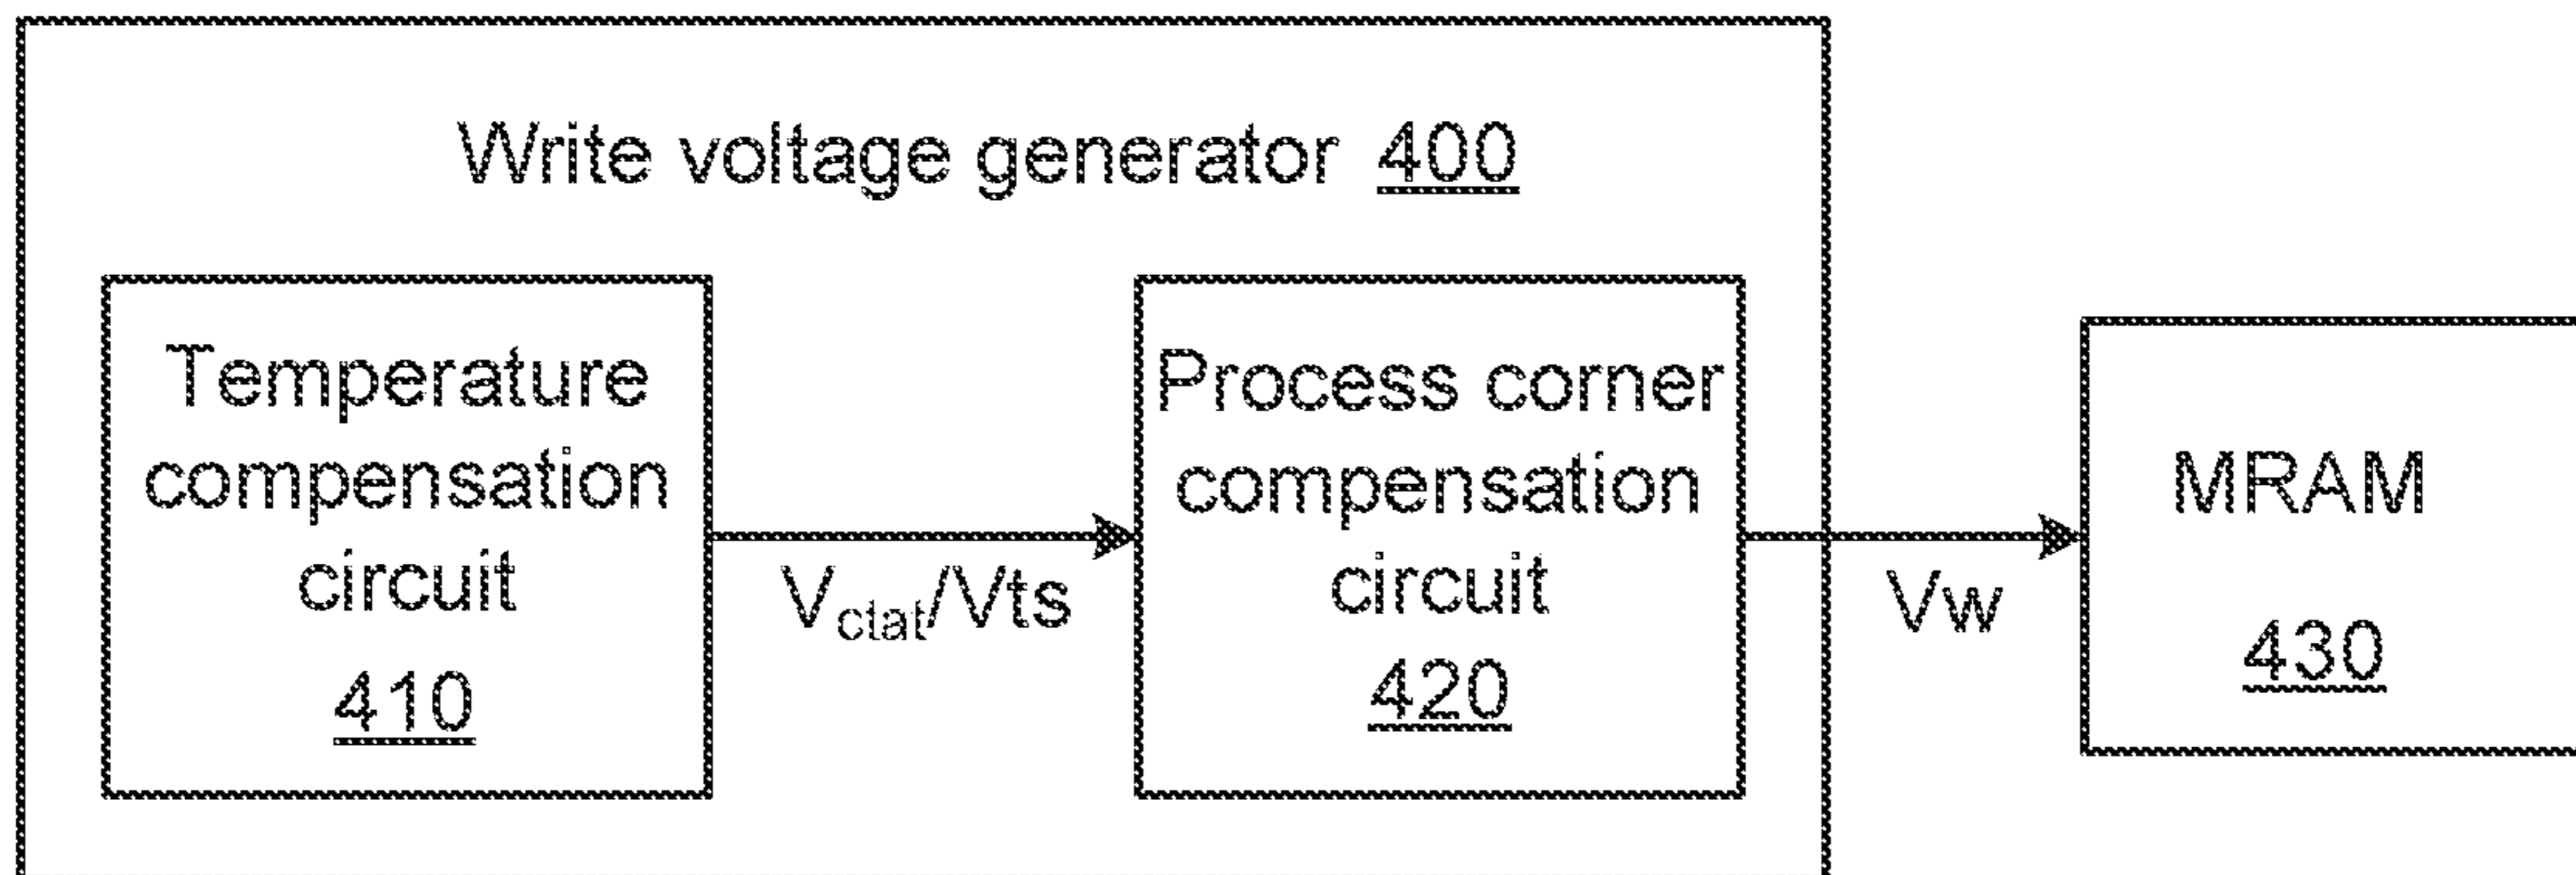 Write voltage generator 400
Temperature
compensation
circuit
410
Vctat/Vts
Process corner
compensation
circuit
420
Vw
MRAM
430